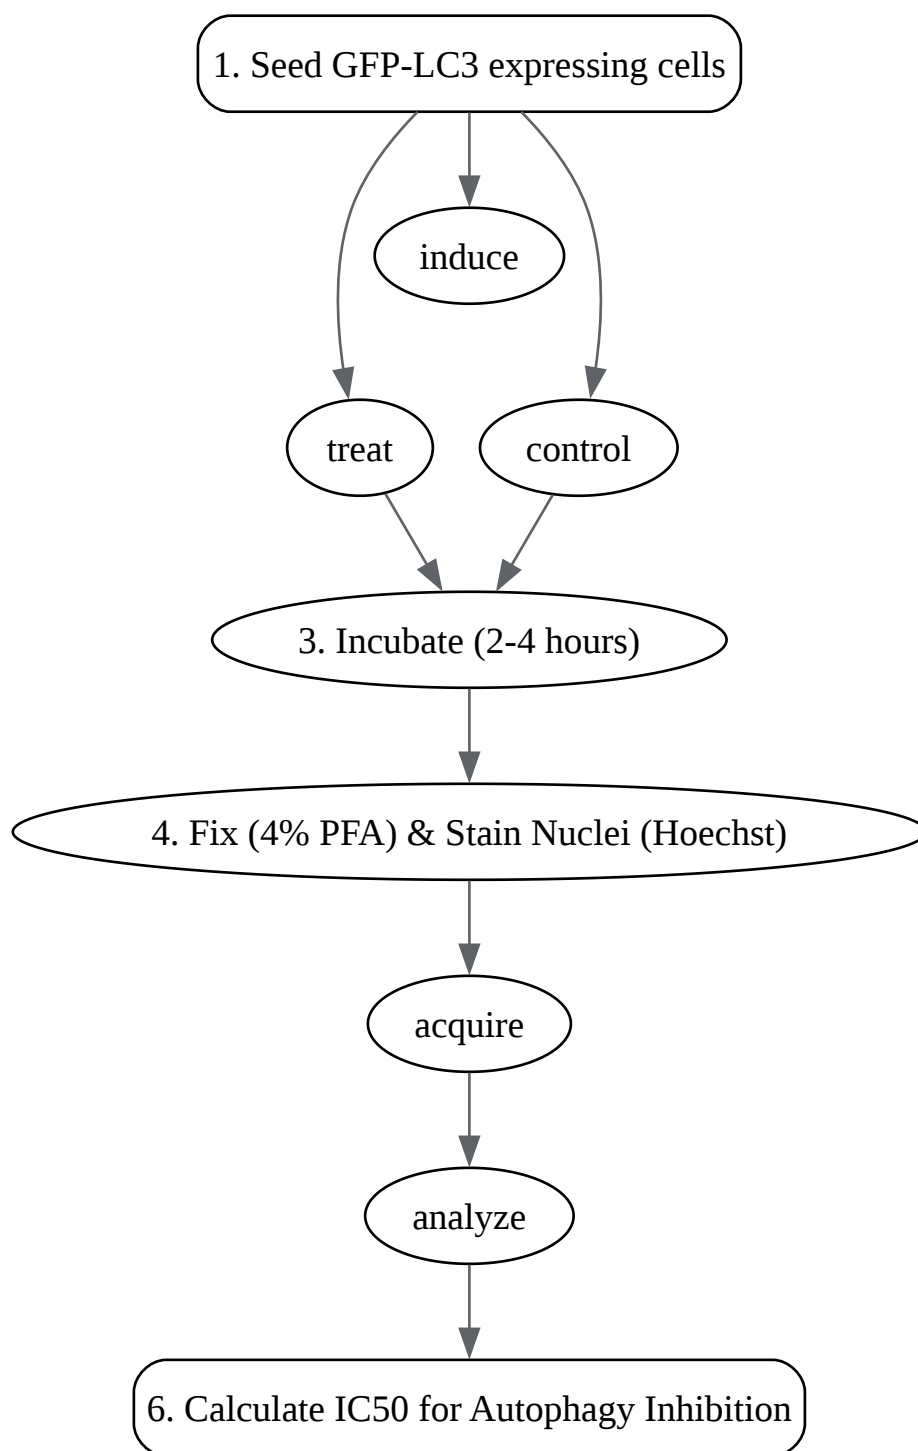 1. Seed GFP-LC3 expressing cells
induce
treat
control
3. Incubate (2-4 hours)
4. Fix (4% PFA) & Stain Nuclei (Hoechst)
acquire
analyze
6. Calculate IC50 for Autophagy Inhibition